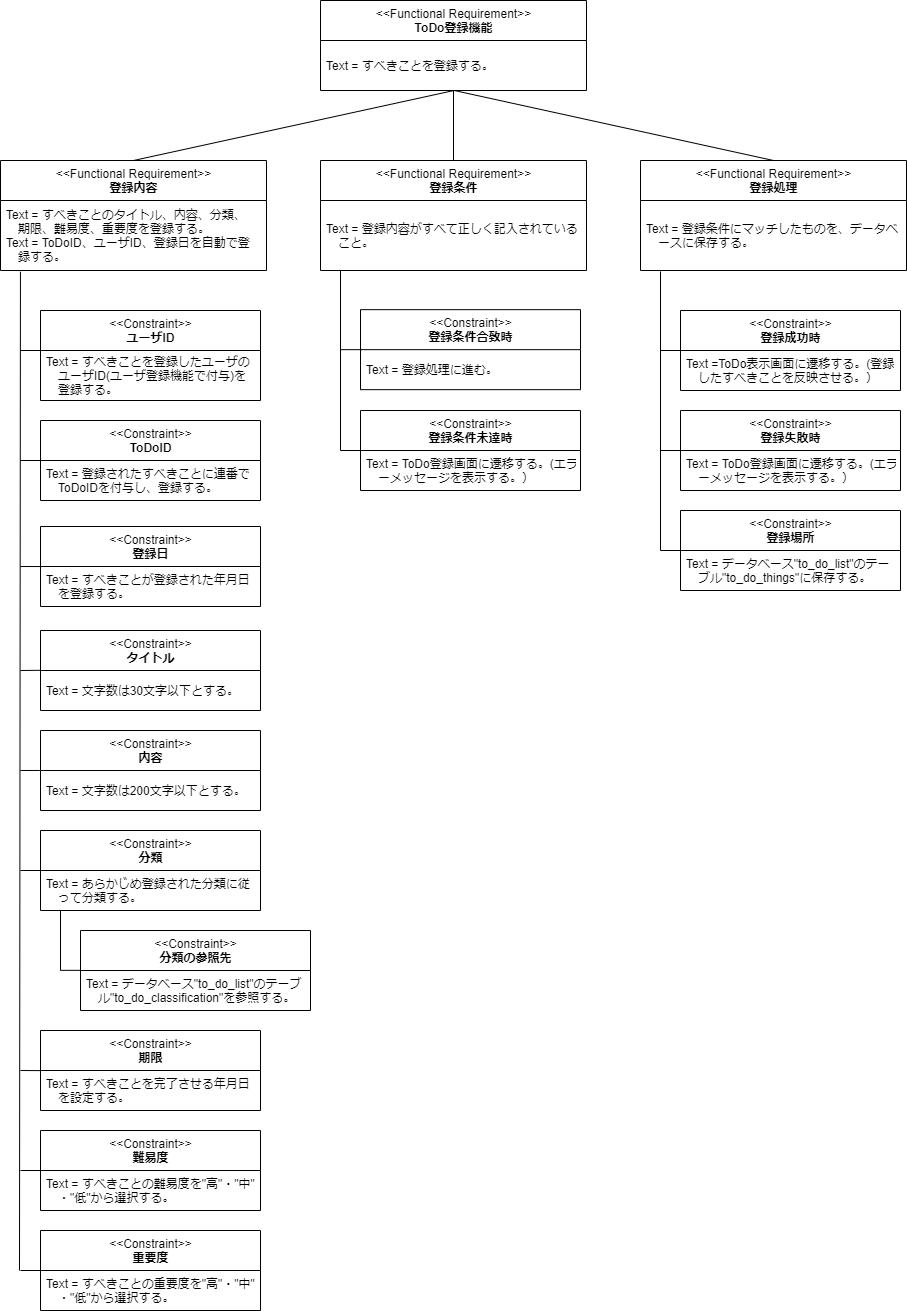 <<Functional Requirement>>
ToDo登録機能
Text = すべきことを登録する。
<<Functional Requirement>>
登録内容
Text = すべきことのタイトル、内容、分類、
期限、難易度、重要度を登録する。
Text = ToDoID、ユーザID、登録日を自動で登
録する。
<<Constraint>>
ユーザID
Text = すべきことを登録したユーザの
ユーザID(ユーザ登録機能で付与)を
登録する。
<<Constraint>>
ToDoID
Text = 登録されたすべきことに連番で
ToDoIDを付与し、登録する。
<<Constraint>>
登録日
Text = すべきことが登録された年月日
を登録する。
<<Constraint>>
タイトル
Text = 文字数は30文字以下とする。
<<Constraint>>
内容
Text = 文字数は200文字以下とする。
<<Constraint>>
分類
Text = あらかじめ登録された分類に従
って分類する。
<<Constraint>>
分類の参照先
Text = データベース"to_do_list"のテーブ
ル"to_do_classification"を参照する。
<<Constraint>>
期限
Text = すべきことを完了させる年月日
を設定する。
<<Constraint>>
難易度
Text = すべきことの難易度を"高"・"中"
・"低"から選択する。
<<Constraint>>
重要度
Text = すべきことの重要度を"高"・"中"
・"低"から選択する。
<<Functional Requirement>>
登録条件
Text = 登録内容がすべて正しく記入されている
こと。
<<Constraint>>
登録条件合致時
Text = 登録処理に進む。
<<Constraint>>
登録条件未達時
Text = ToDo登録画面に遷移する。(エラ
ーメッセージを表示する。)
<<Functional Requirement>>
登録処理
Text = 登録条件にマッチしたものを、データベ
ースに保存する。
<<Constraint>>
登録成功時
Text =ToDo表示画面に遷移する。(登録
したすべきことを反映させる。)
<<Constraint>>
登録失敗時
Text = ToDo登録画面に遷移する。(エラ
ーメッセージを表示する。)
<<Constraint>>
登録場所
Text = データベース"to_do_list"のテー
ブル"to_do_things"に保存する。